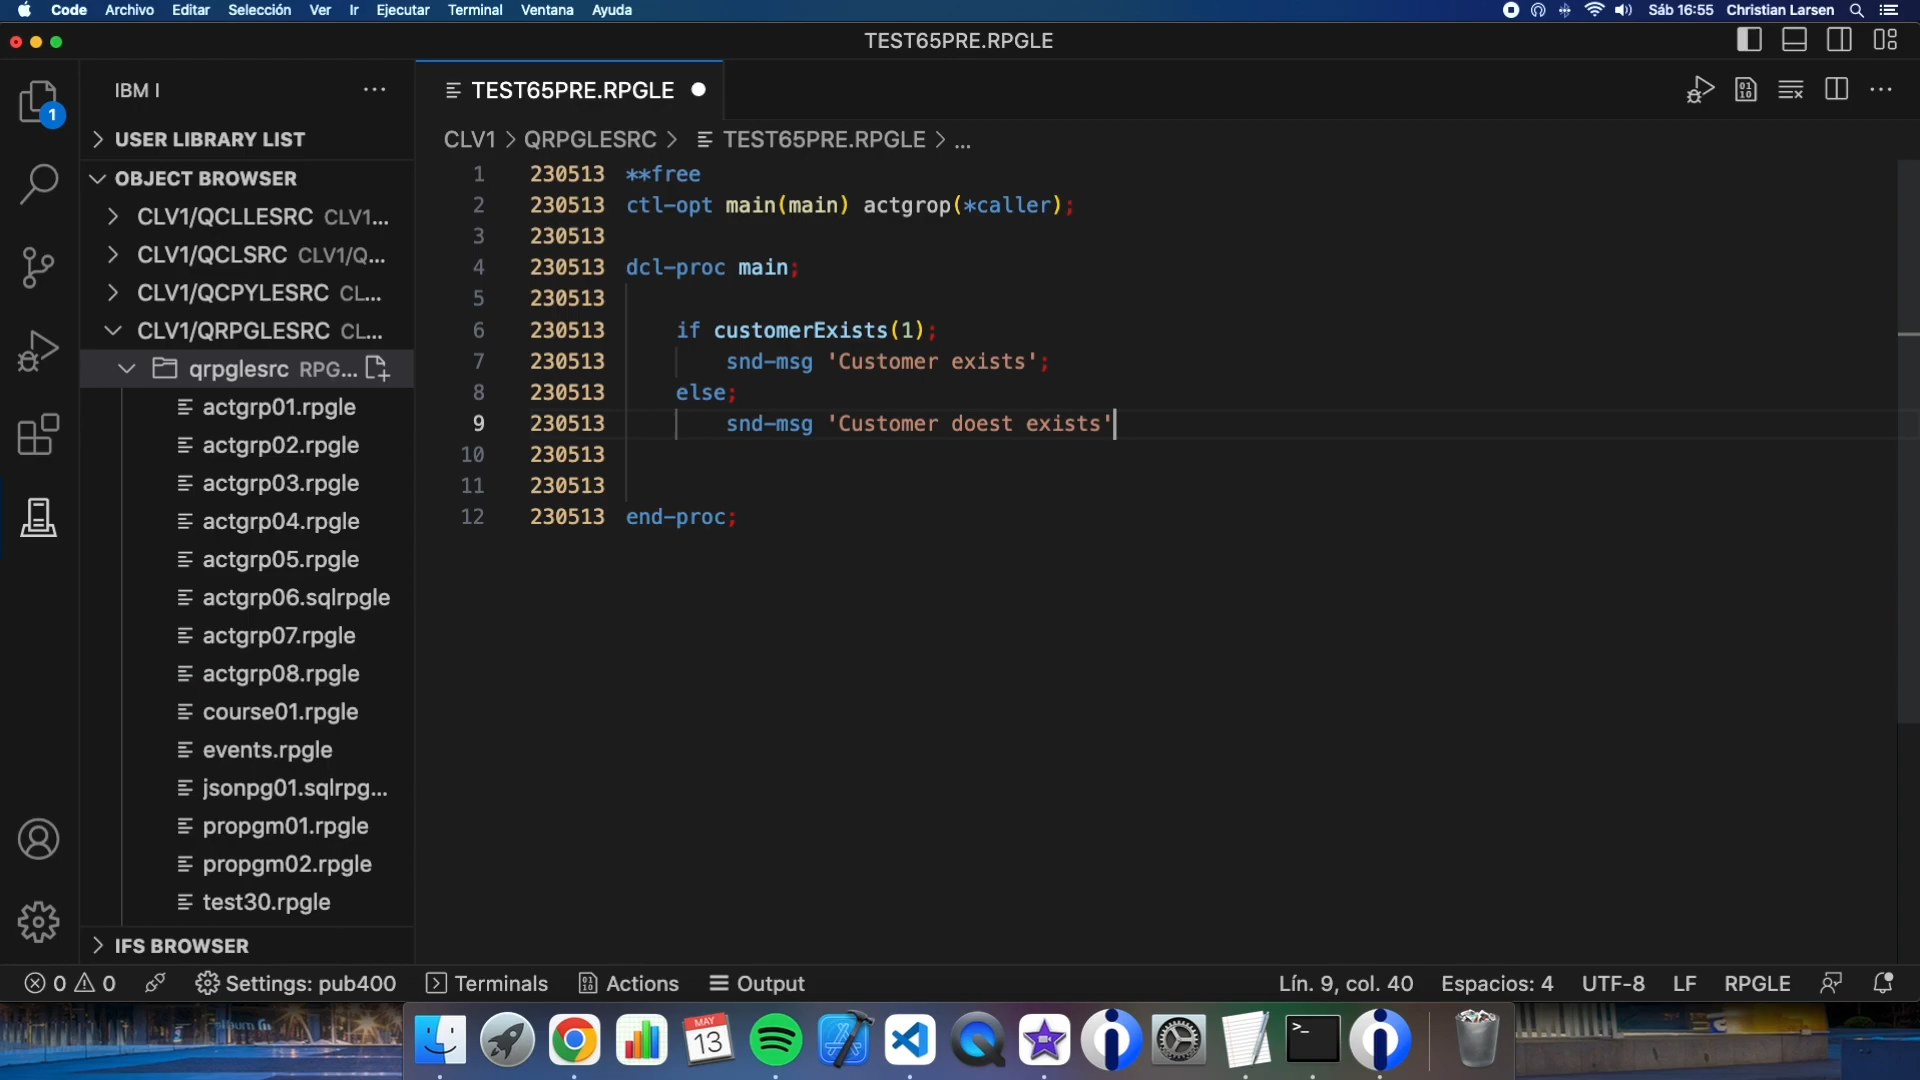 Code Archivo Editar Selección Ver Ir Ejecutar Terminal Ventana Ayuda Sáb 16:55 Christian Larsen
TEST65PRE.RPGLE
1
IBM I
USER LIBRARY LIST
OBJECT BROWSER
CLV1/QCLLESRC CLV1...
CLV1/QCLSRC CLV1/Q...
CLV1/QCPYLESRC CL...
CLV1/QRPGLESRC CL...
qrpglesrc RPG...
actgrp01.rpgle
actgrp02.rpgle
actgrp03.rpgle
actgrp04.rpgle
actgrp05.rpgle
actgrp06.sqlrpgle
actgrp07.rpgle
actgrp08.rpgle
course01.rpgle
events.rpgle
jsonpg01.sqlrpg...
propgm01.rpgle
propgm02.rpgle
test30.rpgle
IFS BROWSER
TEST65PRE.RPGLE
CLV1 > QRPGLESRC > TEST65PRE.RPGLE > ...
1 230513 **free
2 230513 ctl-opt main(main) actgrop(*caller);
3 230513
4 230513 dcl-proc main;
5 230513
6 230513 if customerExists(1);
7 230513 snd-msg 'Customer exists';
8 230513 else;
9 230513 snd-msg 'Customer doest exists'
10 230513
11 230513
12 230513 end-proc;
0 0 Settings: pub400 Terminals Actions Output Lín. 9, col. 40 Espacios: 4 UTF-8 LF RPGLE
MAY
13